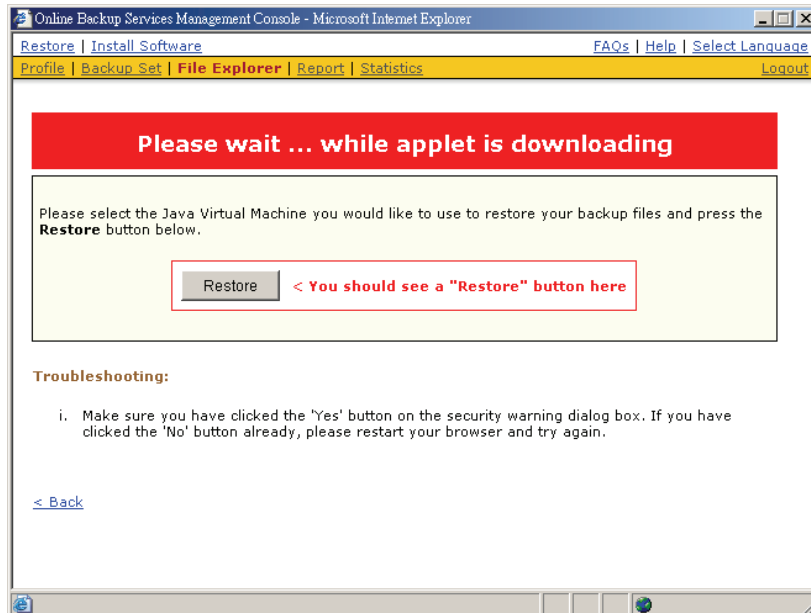 Online Backup Services Management Console - Microsoft Internet Explorer
Restore | Install Software FAQs | Help | Select Language
Profile | Backup Set | File Explorer | Report | Statistics Logout
Please wait ... while applet is downloading
Please select the Java Virtual Machine you would like to use to restore your backup files and press the
Restore button below.
Restore < You should see a "Restore" button here
Troubleshooting:
i. Make sure you have clicked the 'Yes' button on the security warning dialog box. If you have
clicked the 'No' button already, please restart your browser and try again.
< Back